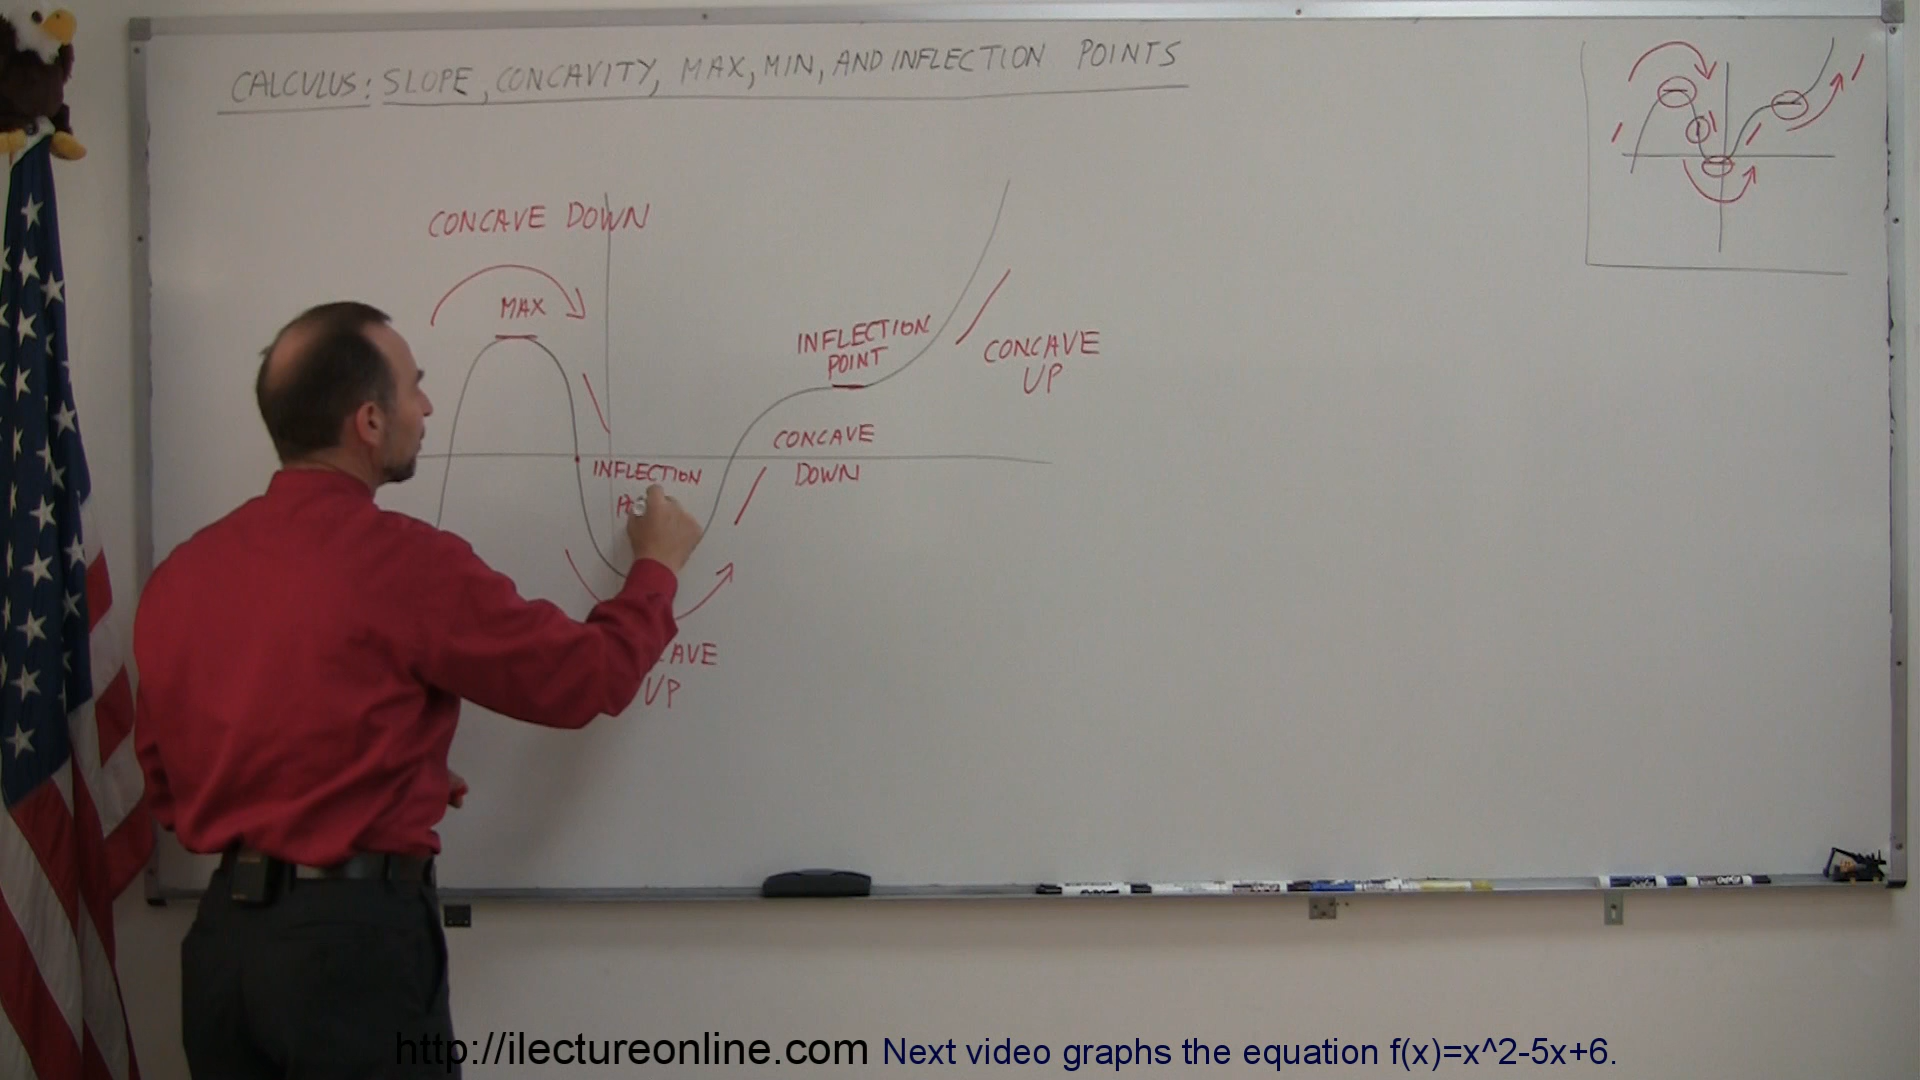 CALCULUS: SLOPE, CONCAVITY, MAX, MIN, AND INFLECTION POINTS
CONCAVE DOWN
MAX
INFLECTION
POINT
CONCAVE
UP
CONCAVE
DOWN
INFLECTION
UP
http://ilectureonline.com Next video graphs the equation f(x)=x^2-5x+6.